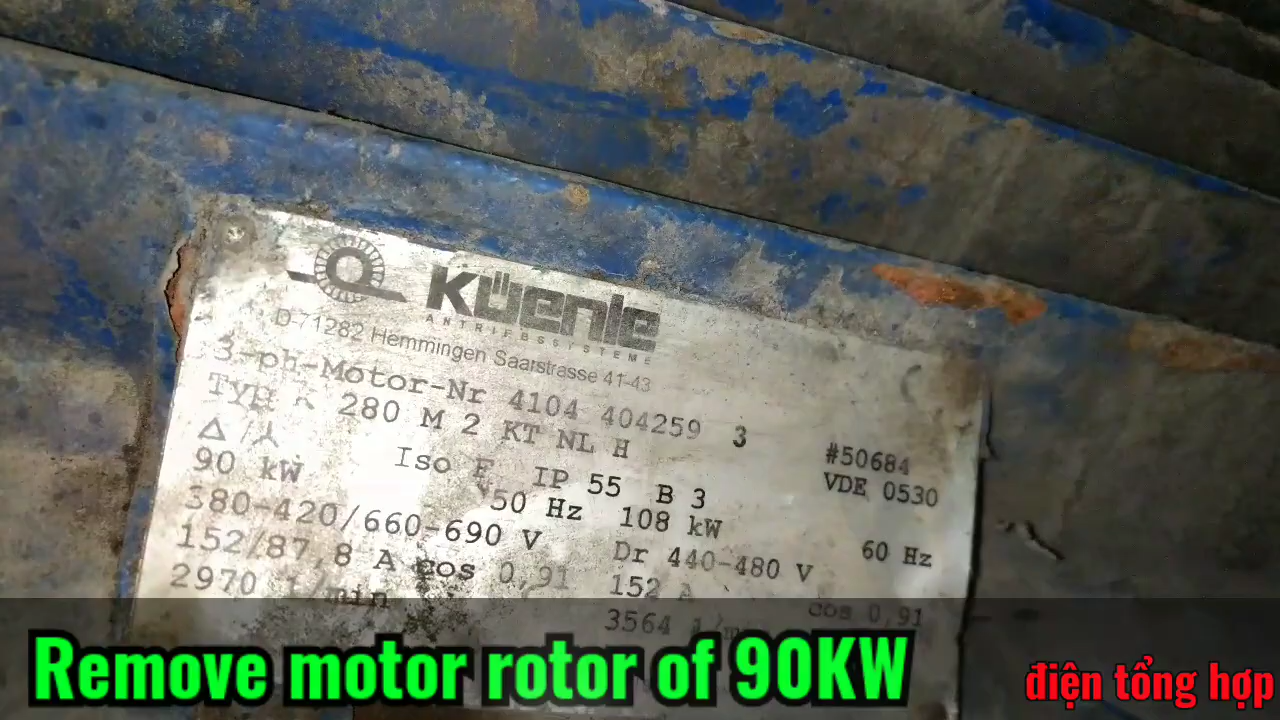 Küenle
ANTRIEBSSYSTEME
D-71282 Hemmingen Saarstrasse 41-43
3-ph-Motor-Nr 4104 404259 3 #50684
Typ 280 M 2 KT NL H VDE 0530
Δ/⅄ Iso F IP 55 B 3
90 kW 50 Hz 108 kW 60 Hz
380-420/660-690 V Dr 440-480 V
152/87,8 A cos 0,91 152 A cos 0,91
2970 1/min 3564
Remove motor rotor of 90KW
điện tổng hợp